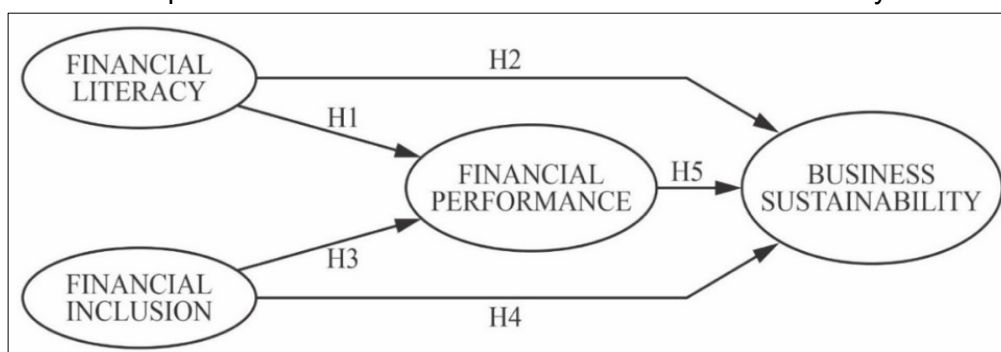 FINANCIAL
LITERACY
H2
H1
FINANCIAL
PERFORMANCE
H5
BUSINESS
SUSTAINABILITY
H3
FINANCIAL
INCLUSION
H4